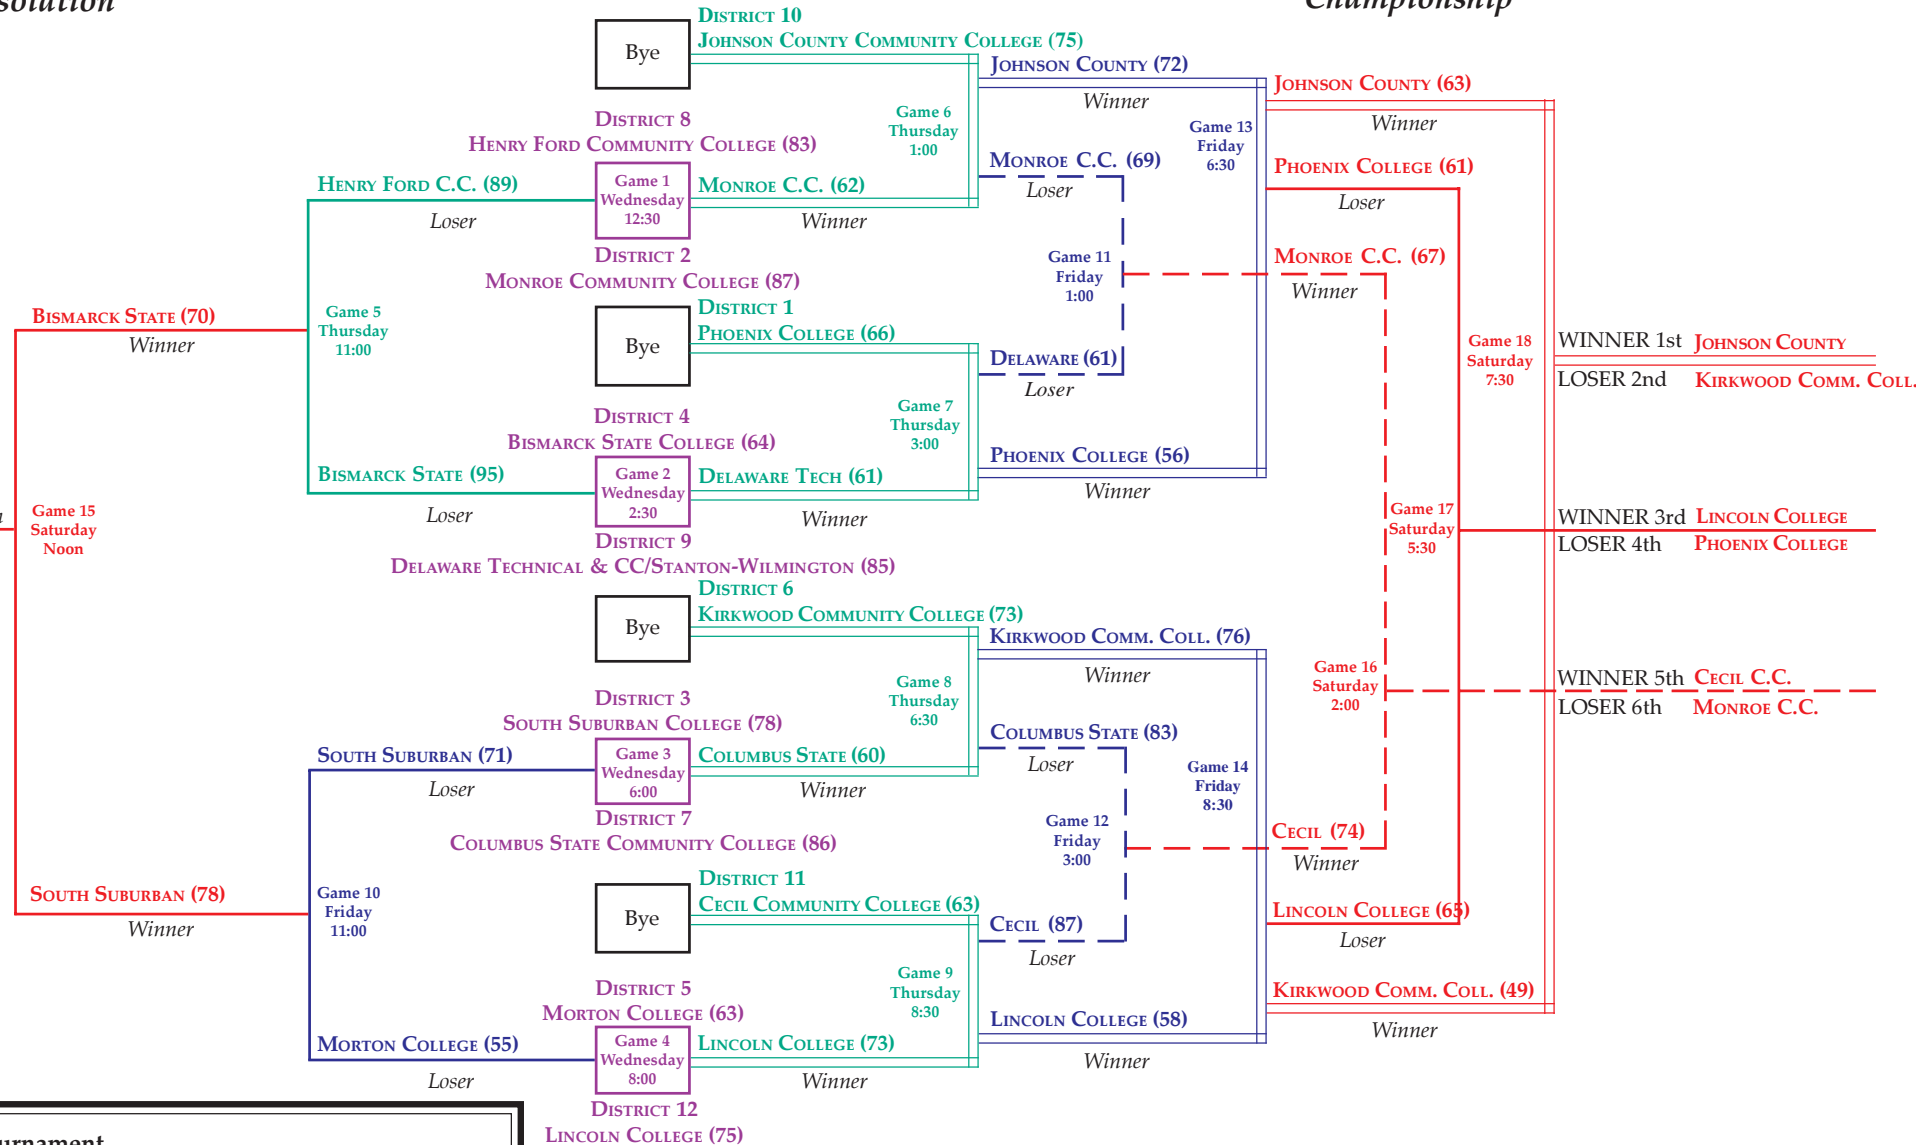 Championship
DISTRICT 10
JOHNSON COUNTY COMMUNITY COLLEGE (75)
Bye
JOHNSON COUNTY (72)
Winner
JOHNSON COUNTY (63)
Winner
Game 6
Thursday
1:00
Game 13
Friday
6:30
DISTRICT 8
HENRY FORD COMMUNITY COLLEGE (83)
MONROE C.C. (69)
Loser
PHOENIX COLLEGE (61)
Loser
HENRY FORD C.C. (89)
Loser
Game 1
Wednesday
12:30
MONROE C.C. (62)
Winner
DISTRICT 2
MONROE COMMUNITY COLLEGE (87)
Game 11
Friday
1:00
MONROE C.C. (67)
Winner
BISMARCK STATE (70)
Winner
Game 5
Thursday
11:00
DISTRICT 1
PHOENIX COLLEGE (66)
Bye
DELAWARE (61)
Loser
Game 18
Saturday
7:30
WINNER 1st JOHNSON COUNTY
LOSER 2nd KIRKWOOD COMM. COLL.
DISTRICT 4
BISMARCK STATE COLLEGE (64)
Game 7
Thursday
3:00
BISMARCK STATE (95)
Loser
Game 2
Wednesday
2:30
DELAWARE TECH (61)
Winner
PHOENIX COLLEGE (56)
Winner
Game 15
Saturday
Noon
DISTRICT 9
DELAWARE TECHNICAL & CC/STANTON-WILMINGTON (85)
Game 17
Saturday
5:30
WINNER 3rd LINCOLN COLLEGE
LOSER 4th PHOENIX COLLEGE
DISTRICT 6
KIRKWOOD COMMUNITY COLLEGE (73)
Bye
KIRKWOOD COMM. COLL. (76)
Winner
Game 8
Thursday
6:30
Game 16
Saturday
2:00
WINNER 5th CECIL C.C.
LOSER 6th MONROE C.C.
DISTRICT 3
SOUTH SUBURBAN COLLEGE (78)
SOUTH SUBURBAN (71)
Loser
Game 3
Wednesday
6:00
COLUMBUS STATE (60)
Winner
COLUMBUS STATE (83)
Loser
Game 14
Friday
8:30
DISTRICT 7
COLUMBUS STATE COMMUNITY COLLEGE (86)
Game 12
Friday
3:00
CECIL (74)
Winner
SOUTH SUBURBAN (78)
Winner
Game 10
Friday
11:00
DISTRICT 11
CECIL COMMUNITY COLLEGE (63)
Bye
CECIL (87)
Loser
LINCOLN COLLEGE (65)
Loser
DISTRICT 5
MORTON COLLEGE (63)
Game 9
Thursday
8:30
KIRKWOOD COMM. COLL. (49)
Winner
MORTON COLLEGE (55)
Loser
Game 4
Wednesday
8:00
LINCOLN COLLEGE (73)
Winner
LINCOLN COLLEGE (58)
Winner
DISTRICT 12
LINCOLN COLLEGE (75)